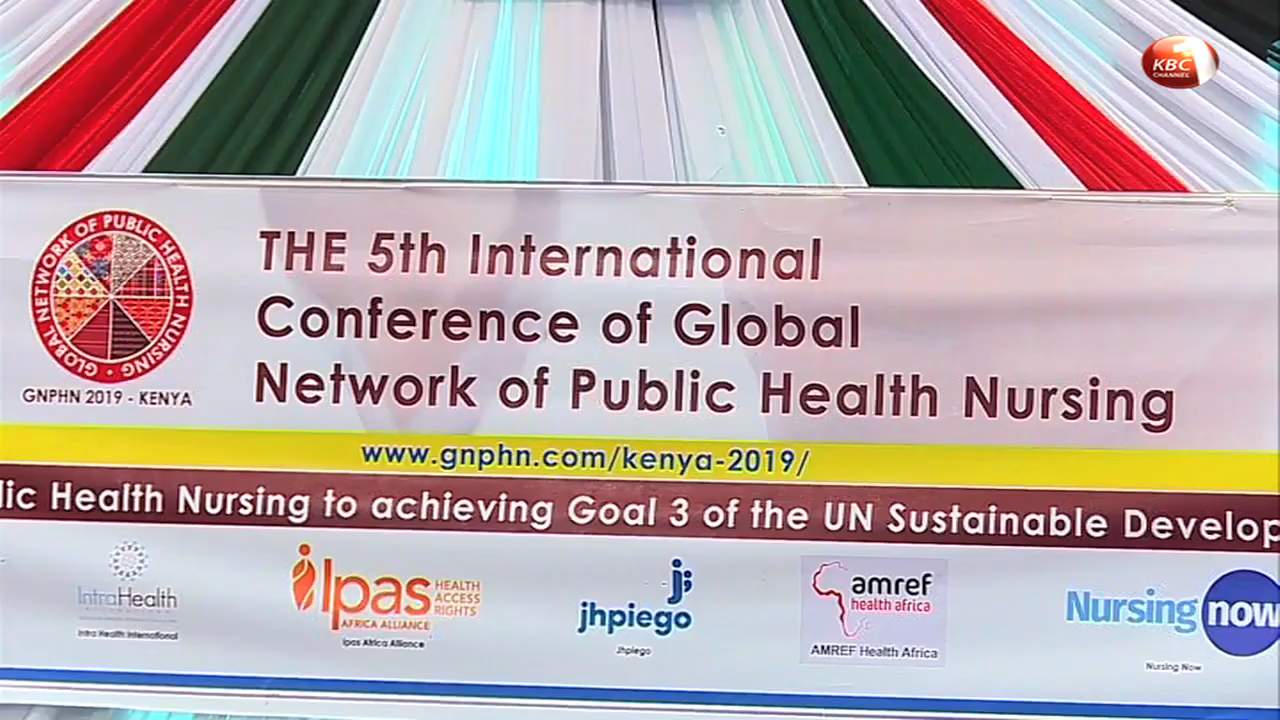 1
KBC
CHANNEL
GLOBAL NETWORK OF PUBLIC HEALTH NURSING
GNPHN 2019 - KENYA
THE 5th International
Conference of Global
Network of Public Health Nursing
www.gnphn.com/kenya-2019/
lic Health Nursing to achieving Goal 3 of the UN Sustainable Develop
IntraHealth
Intra Health International
Ipas HEALTH
ACCESS
RIGHTS
AFRICA ALLIANCE
Ipas Africa Alliance
jhpiego
Jhpiego
amref
health africa
AMREF Health Africa
Nursing now
Nursing Now